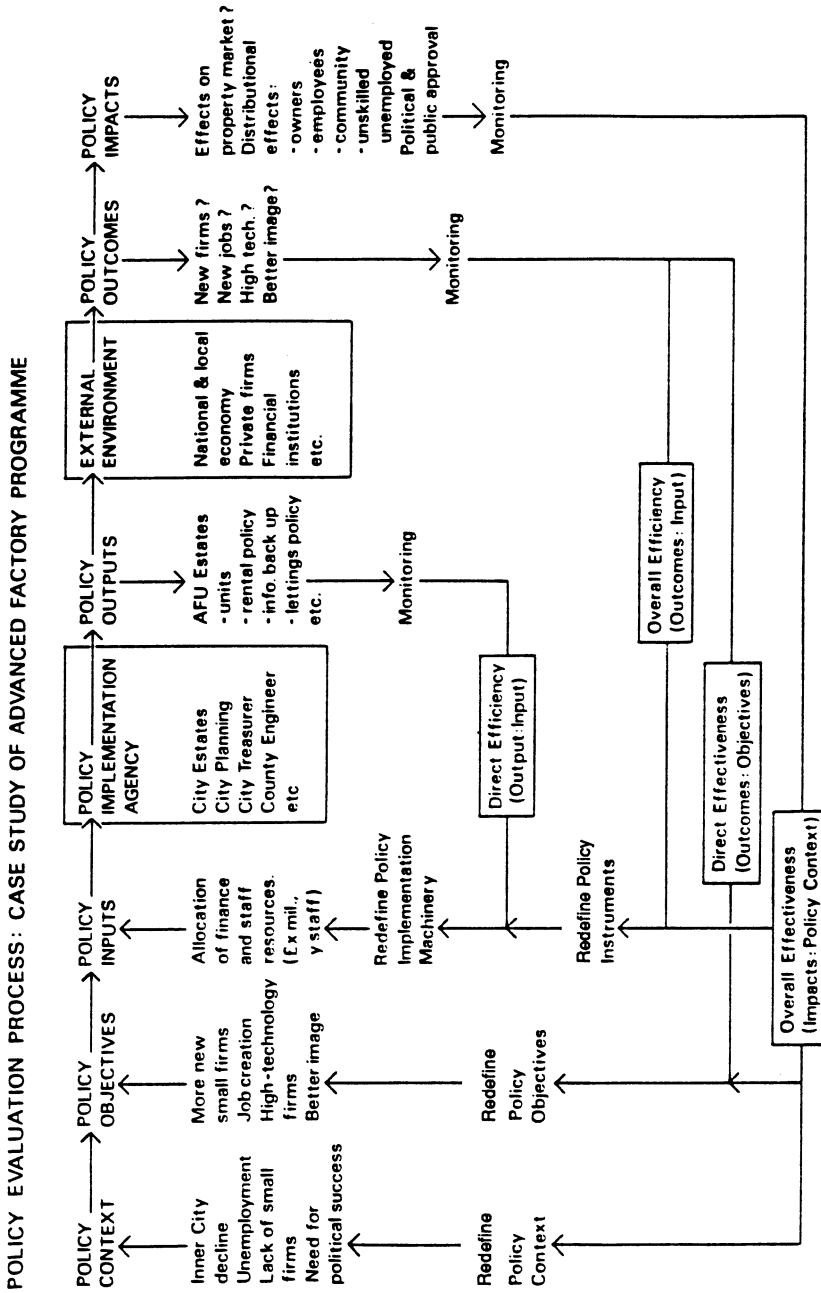 POLICY EVALUATION PROCESS: CASE STUDY OF ADVANCED FACTORY PROGRAMME
POLICY
CONTEXT
Inner City
decline
Unemployment
Lack of small
firms
Need for
political success
Redefine
Policy
Context
POLICY
OBJECTIVES
More new
small firms
Job creation
High-technology
firms
Better image
Redefine
Policy
Objectives
POLICY
INPUTS
Allocation
of finance
and staff
resources.
(£x mil.,
y staff)
Redefine Policy
Implementation
Machinery
Redefine Policy
Instruments
POLICY
IMPLEMENTATION
AGENCY
City Estates
City Planning
City Treasurer
County Engineer
etc
POLICY
OUTPUTS
AFU Estates
-units
-rental policy
-info. back up
-lettings policy
etc.
Monitoring
Direct Efficiency
(Output:Input)
EXTERNAL
ENVIRONMENT
National & local
economy
Private firms
Financial
institutions
etc.
POLICY
OUTCOMES
New firms?
New jobs?
High tech.?
Better image?
Monitoring
Overall Efficiency
(Outcomes: Input)
Direct Effectiveness
(Outcomes: Objectives)
POLICY
IMPACTS
Effects on
property market?
Distributional
effects:
-owners
-employees
-community
-unskilled
unemployed
Political &
public approval
Monitoring
Overall Effectiveness
(Impacts: Policy Context)